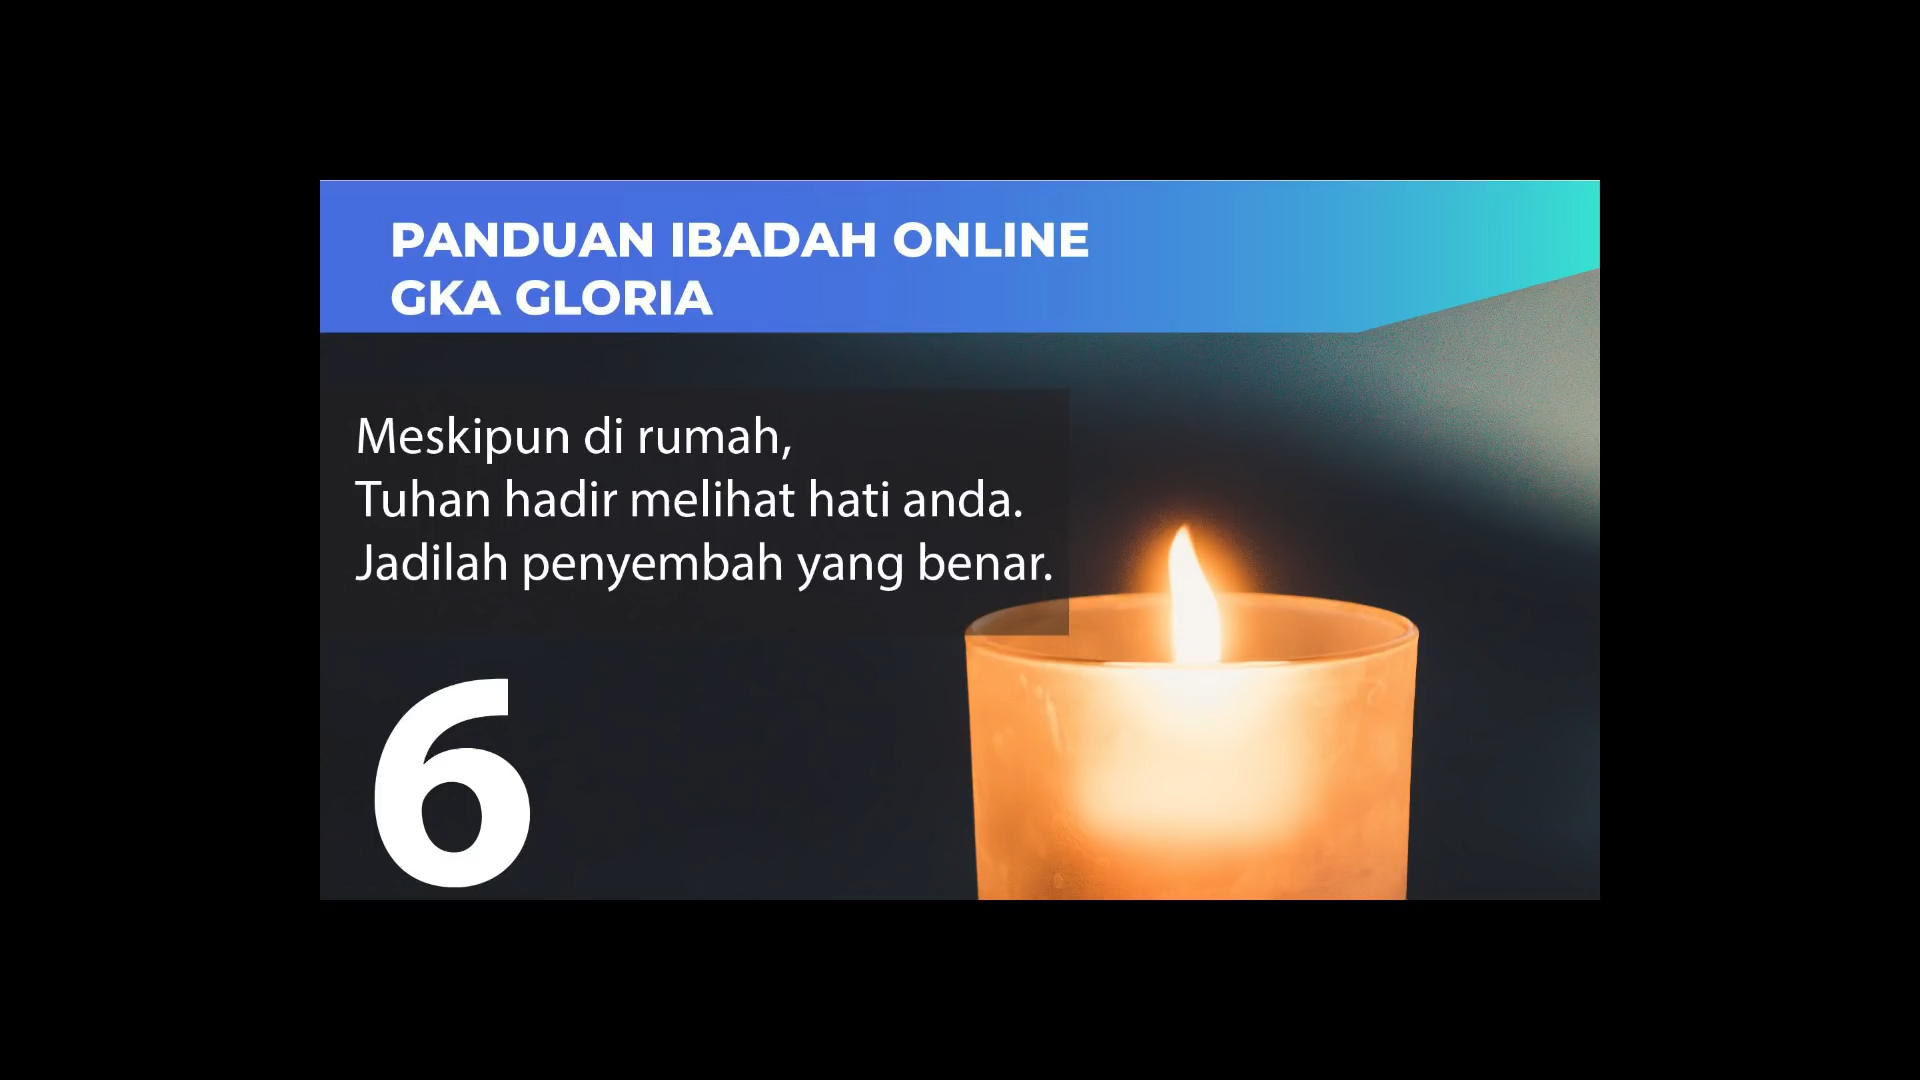 PANDUAN IBADAH ONLINE
GKA GLORIA
Meskipun di rumah,
Tuhan hadir melihat hati anda.
Jadilah penyembah yang benar.
6